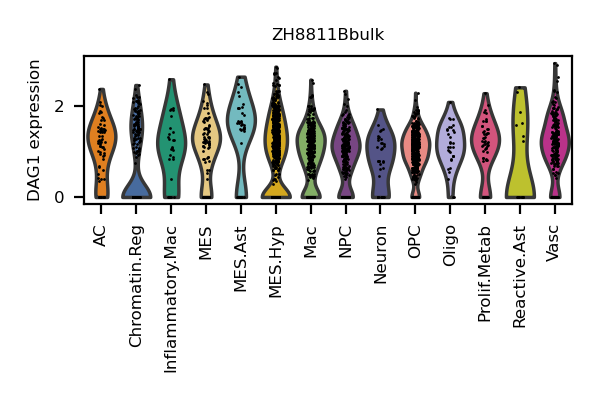 ZH8811Bbulk
DAG1 expression
2
0
AC
Chromatin.Reg
Inflammatory.Mac
MES
MES.Ast
MES.Hyp
Mac
NPC
Neuron
OPC
Oligo
Prolif.Metab
Reactive.Ast
Vasc